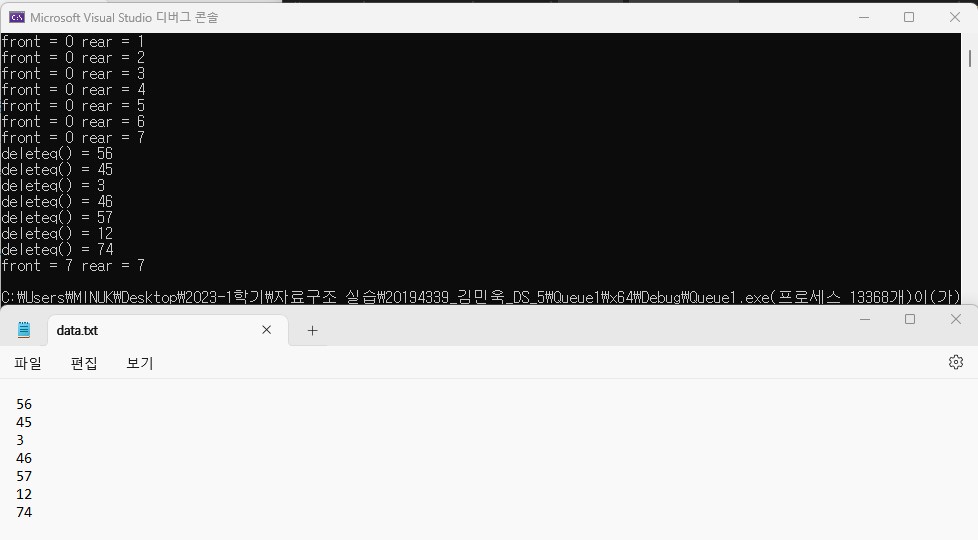 Microsoft Visual Studio 디버그 콘솔
front = 0 rear = 1
front = 0 rear = 2
front = 0 rear = 3
front = 0 rear = 4
front = 0 rear = 5
front = 0 rear = 6
front = 0 rear = 7
deleteq() = 56
deleteq() = 45
deleteq() = 3
deleteq() = 46
deleteq() = 57
deleteq() = 12
deleteq() = 74
front = 7 rear = 7
C:₩Users₩MINUK₩Desktop₩2023-1학기₩자료구조 실습₩20194339_김민욱_DS_5₩Queue1₩x64₩Debug₩Queue1.exe(프로세스 13368개)이(가)
data.txt
파일 편집 보기
56
45
3
46
57
12
74